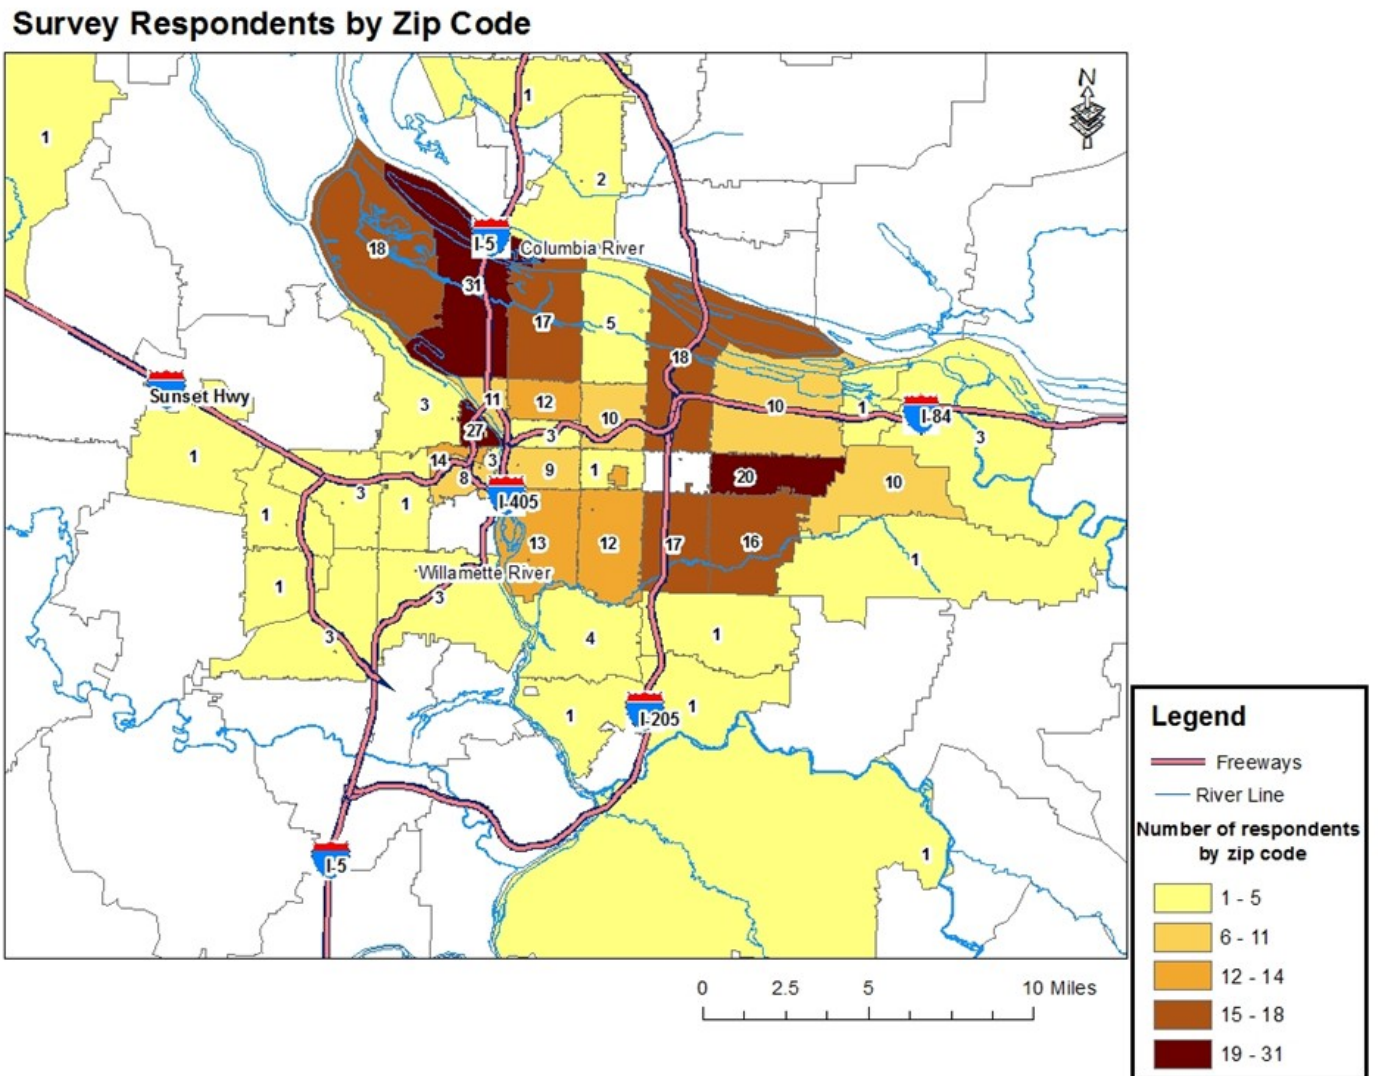 Survey Respondents by Zip Code
N
1
1
2
18
I-5
Columbia River
31
17
5
18
Sunset Hwy
3
11
12
10
10
1
I-84
27
3
3
1
14
3
9
1
20
10
3
8
1
I-405
1
13
12
17
16
1
Willamette River
1
3
3
4
1
1
1
I-205
1
I-5
0 2.5 5 10 Miles
Legend
Freeways
River Line
Number of respondents
by zip code
1 - 5
6 - 11
12 - 14
15 - 18
19 - 31